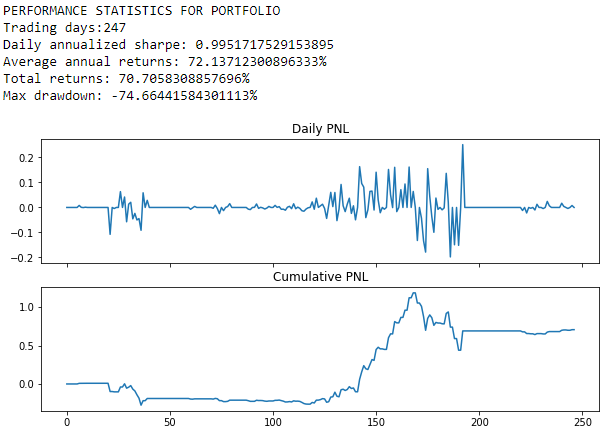 PERFORMANCE STATISTICS FOR PORTFOLIO
Trading days:247
Daily annualized sharpe: 0.9951717529153895
Average annual returns: 72.13712300896333%
Total returns: 70.7058308857696%
Max drawdown: -74.66441584301113%
Daily PNL
0.2
0.1
0.0
−0.1
−0.2
Cumulative PNL
1.0
0.5
0.0
0 50 100 150 200 250